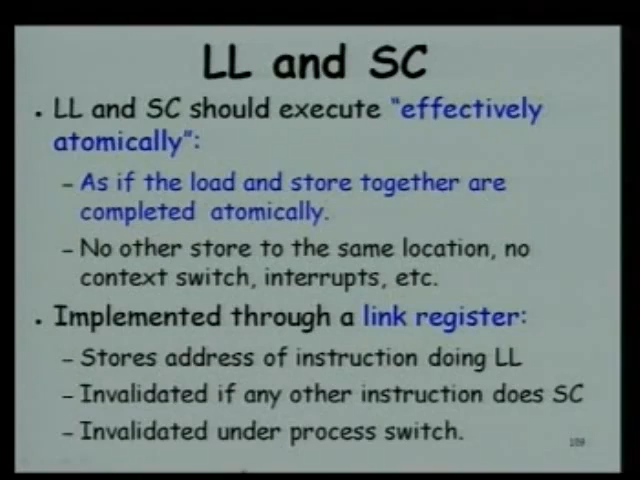 LL and SC
• LL and SC should execute "effectively
atomically":
– As if the load and store together are
completed atomically.
– No other store to the same location, no
context switch, interrupts, etc.
• Implemented through a link register:
– Stores address of instruction doing LL
– Invalidated if any other instruction does SC
– Invalidated under process switch.